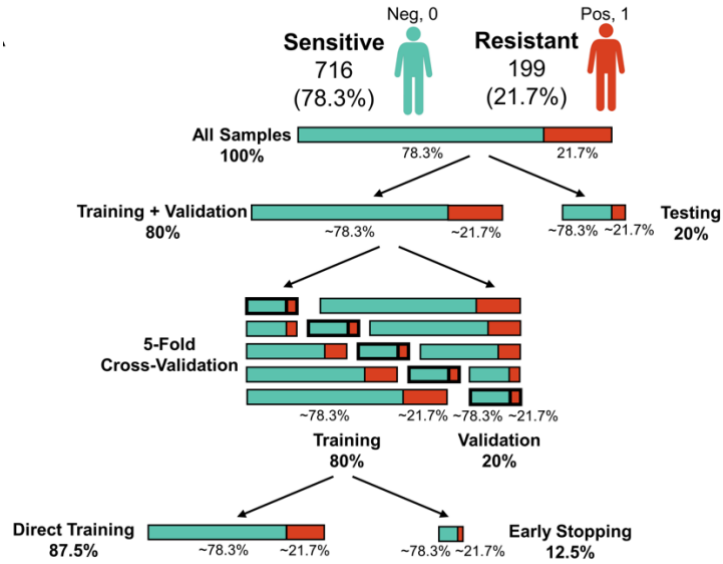 Neg, 0
Pos, 1
Sensitive
Resistant
716
199
(78.3%)
(21.7%)
All Samples
100%
78.3%
21.7%
Training + Validation
80%
~78.3%
~21.7%
~78.3%
~21.7%
Testing
20%
5-Fold
Cross-Validation
~78.3%
~21.7%
~78.3%
~21.7%
Training
80%
Validation
20%
Direct Training
87.5%
~78.3%
~21.7%
~78.3%
~21.7%
Early Stopping
12.5%